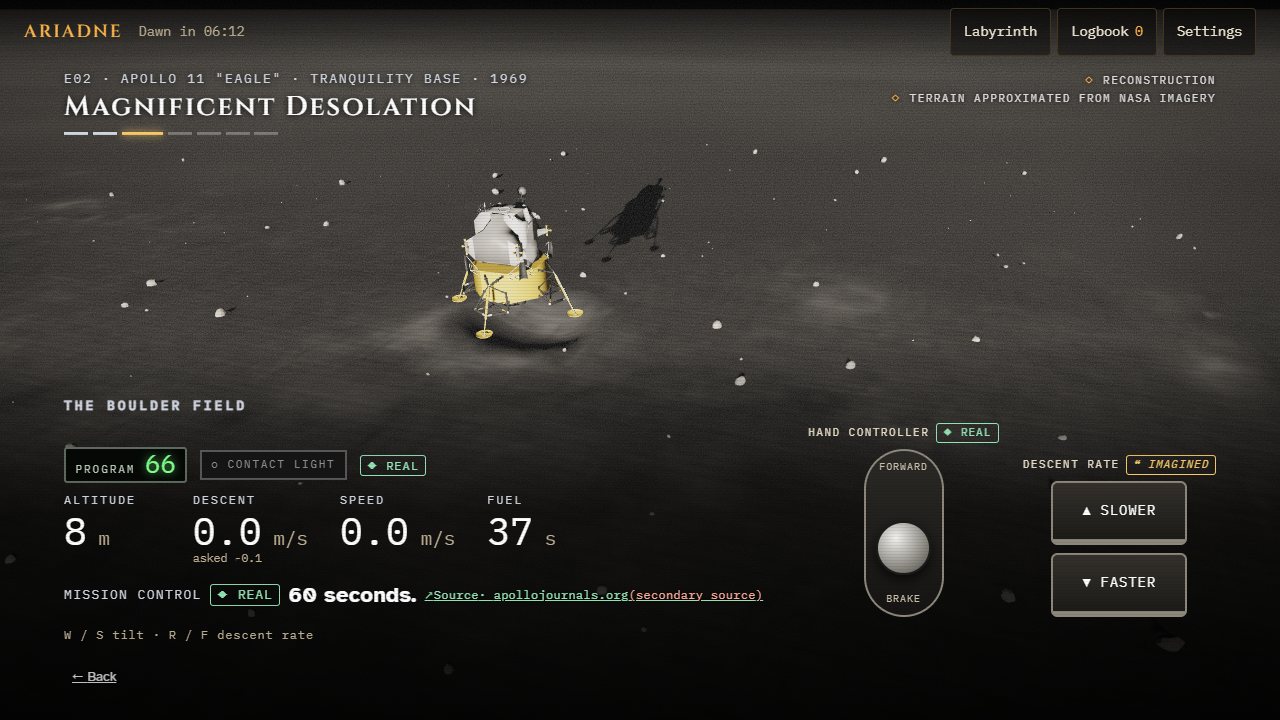 ARIADNE
Dawn in 06:12
Labyrinth
Logbook 0
Settings
E02 · APOLLO 11 "EAGLE" · TRANQUILITY BASE · 1969
Magnificent Desolation
◇ RECONSTRUCTION
◇ TERRAIN APPROXIMATED FROM NASA IMAGERY
THE BOULDER FIELD
PROGRAM 66
○ CONTACT LIGHT
◆ REAL
ALTITUDE
8 m
DESCENT
0.0 m/s
asked -0.1
SPEED
0.0 m/s
FUEL
37 s
MISSION CONTROL ◆ REAL 60 seconds. ↗Source· apollojournals.org(secondary source)
W / S tilt · R / F descent rate
← Back
HAND CONTROLLER ◆ REAL
FORWARD
BRAKE
DESCENT RATE ❝ IMAGINED
▲ SLOWER
▼ FASTER